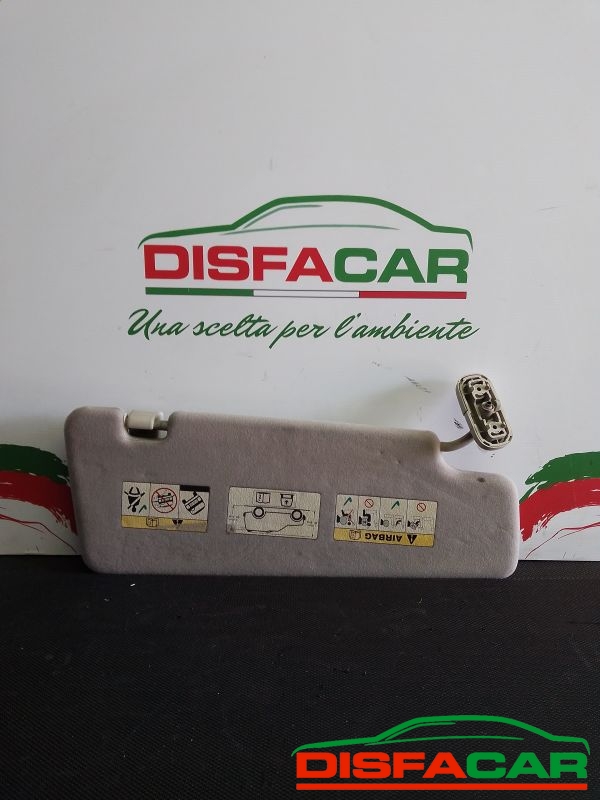 DISFACAR
Una scelta per l'ambiente
AIRBAG
DISFACAR